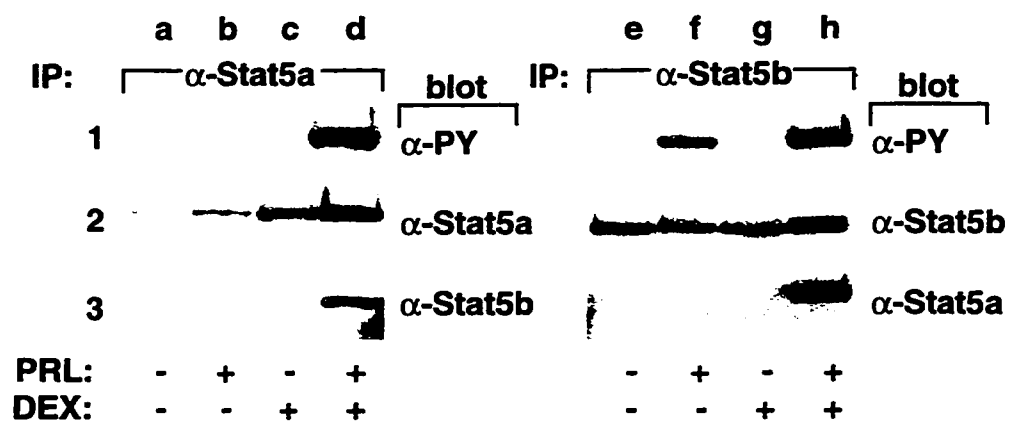 a b c d e f g h
IP: α-Stat5a IP: α-Stat5b
blot blot
1 α-PY α-PY
2 α-Stat5a α-Stat5b
3 α-Stat5b α-Stat5a
PRL: - + - + - + - +
DEX: - - + + - - + +